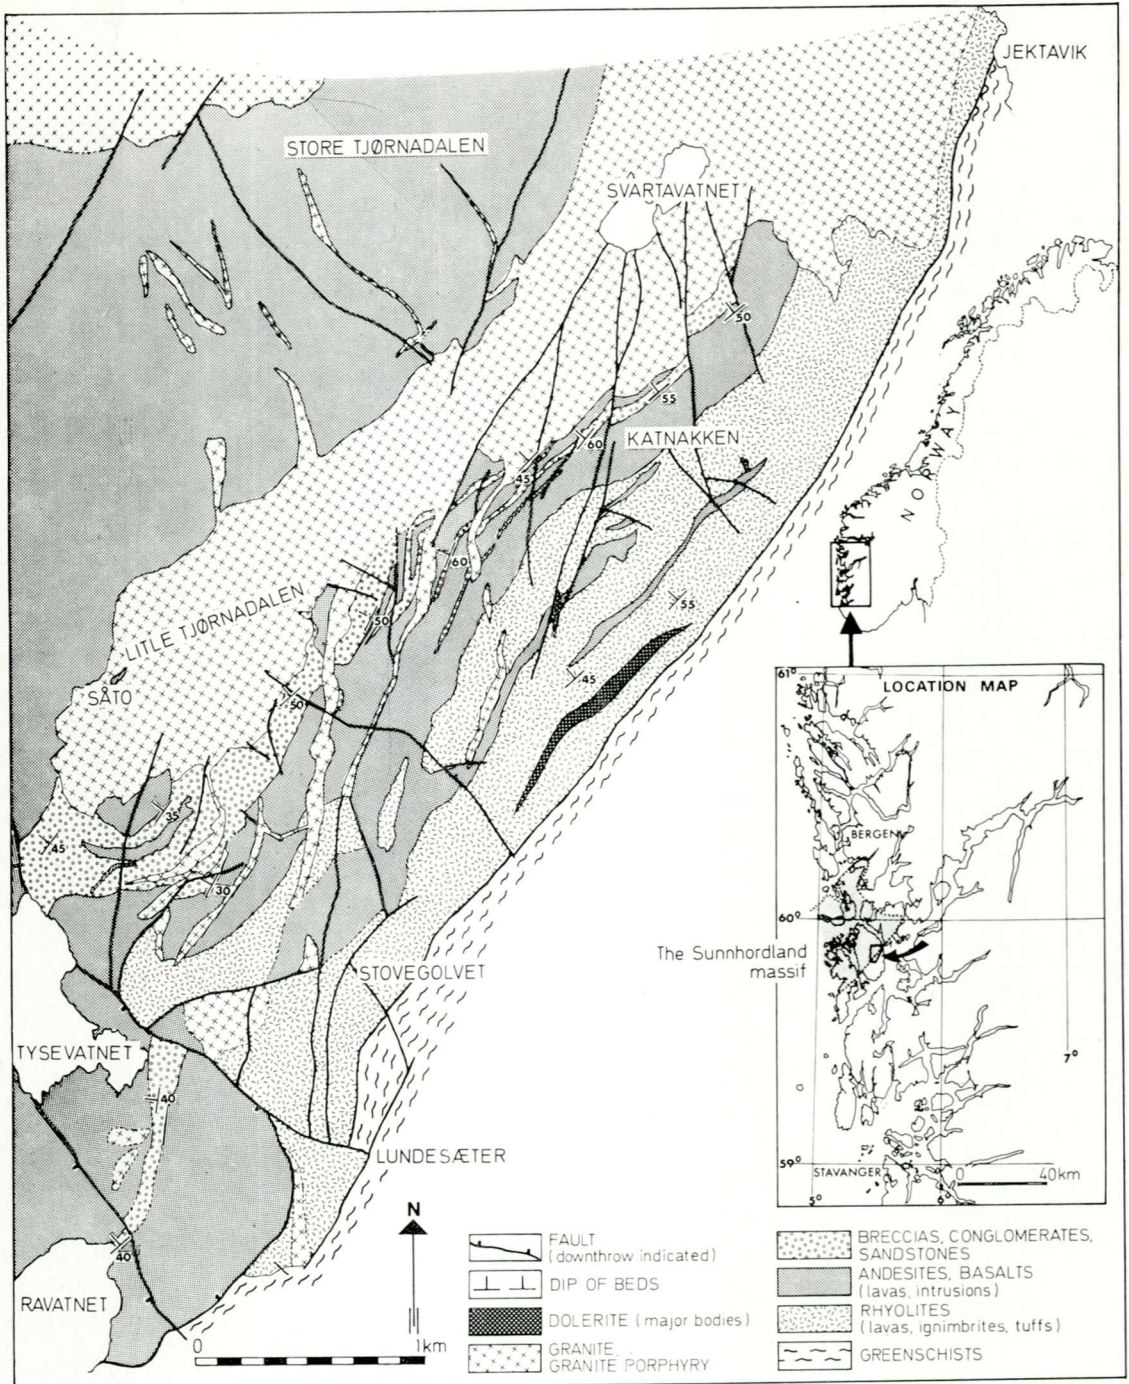 JEKTAVIK
STORE TJØRNADALEN
SVARTAVATNET
50
55
KATNAKKEN
60
45
60
NORWAY
55
50
LITLE TJØRNADALEN
SÅTO
45
50
61°
LOCATION MAP
35
45
BERGEN
30
60°
The Sunnhordland
massif
STOVEGOLVET
TYSEVATNET
7°
40
LUNDESÆTER
59°
STAVANGER
0 40km
5° 6°
N
40
RAVATNET
0 1km
FAULT
(downthrow indicated)
DIP OF BEDS
DOLERITE (major bodies)
GRANITE,
GRANITE PORPHYRY
BRECCIAS, CONGLOMERATES,
SANDSTONES
ANDESITES, BASALTS
(lavas, intrusions)
RHYOLITES
(lavas, ignimbrites, tuffs)
GREENSCHISTS